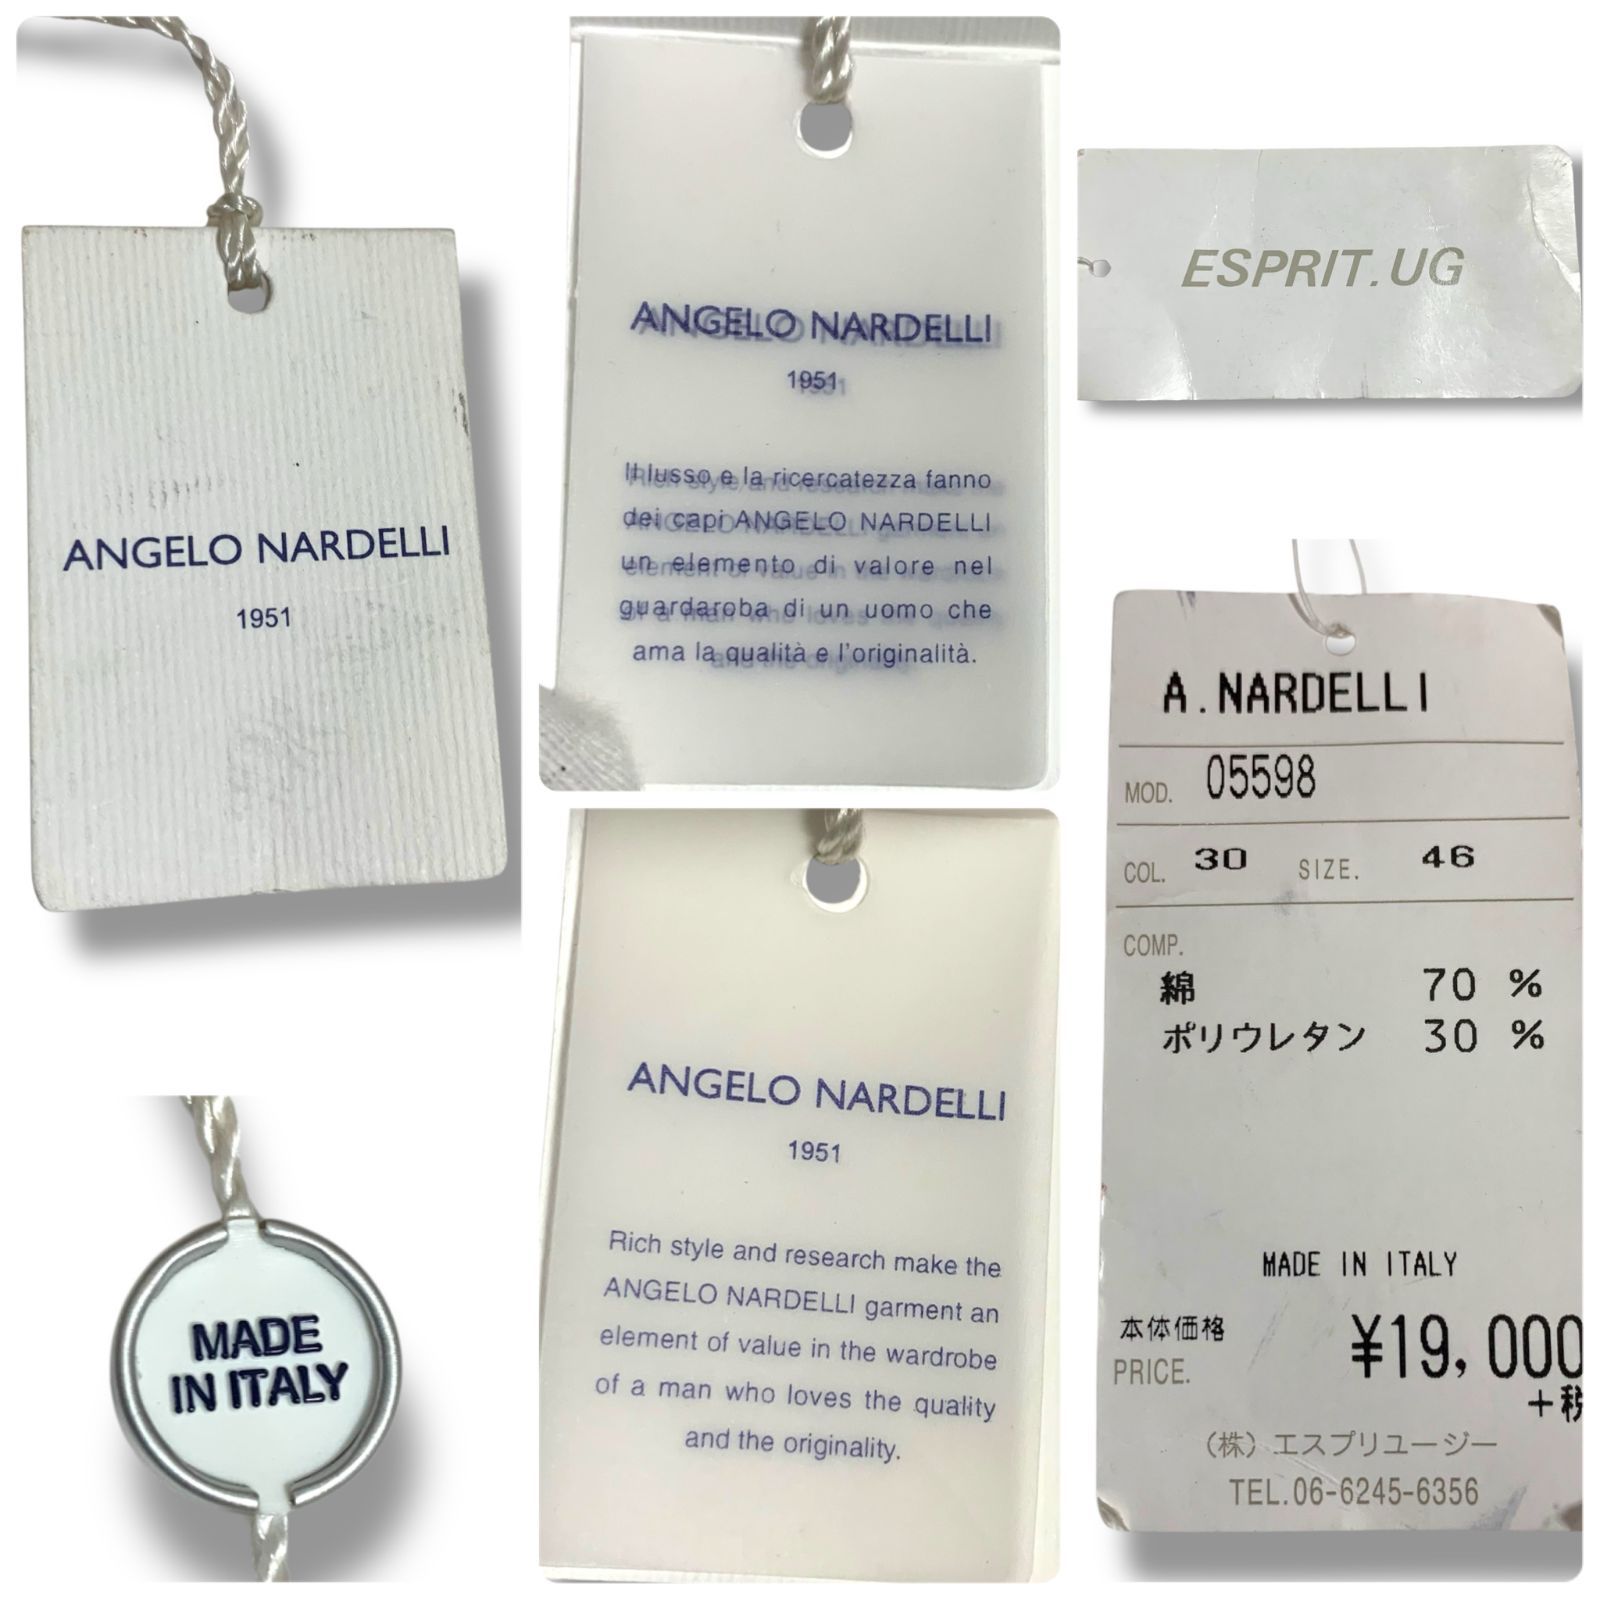 ANGELO NARDELLI
1951
MADE
IN ITALY
ANGELO NARDELLI
1951
Il lusso e la ricercatezza fanno
dei capi ANGELO NARDELLI
un elemento di valore nel
guardaroba di un uomo che
ama la qualità e l'originalità.
ANGELO NARDELLI
1951
Rich style and research make the
ANGELO NARDELLI garment an
element of value in the wardrobe
of a man who loves the quality
and the originality.
ESPRIT.UG
A.NARDELLI
MOD. 05598
COL. 30 SIZE. 46
COMP.
綿 70 %
ポリウレタン 30 %
MADE IN ITALY
本体価格 ¥19,000
PRICE.
+税
(株)エスプリユージー
TEL.06-6245-6356